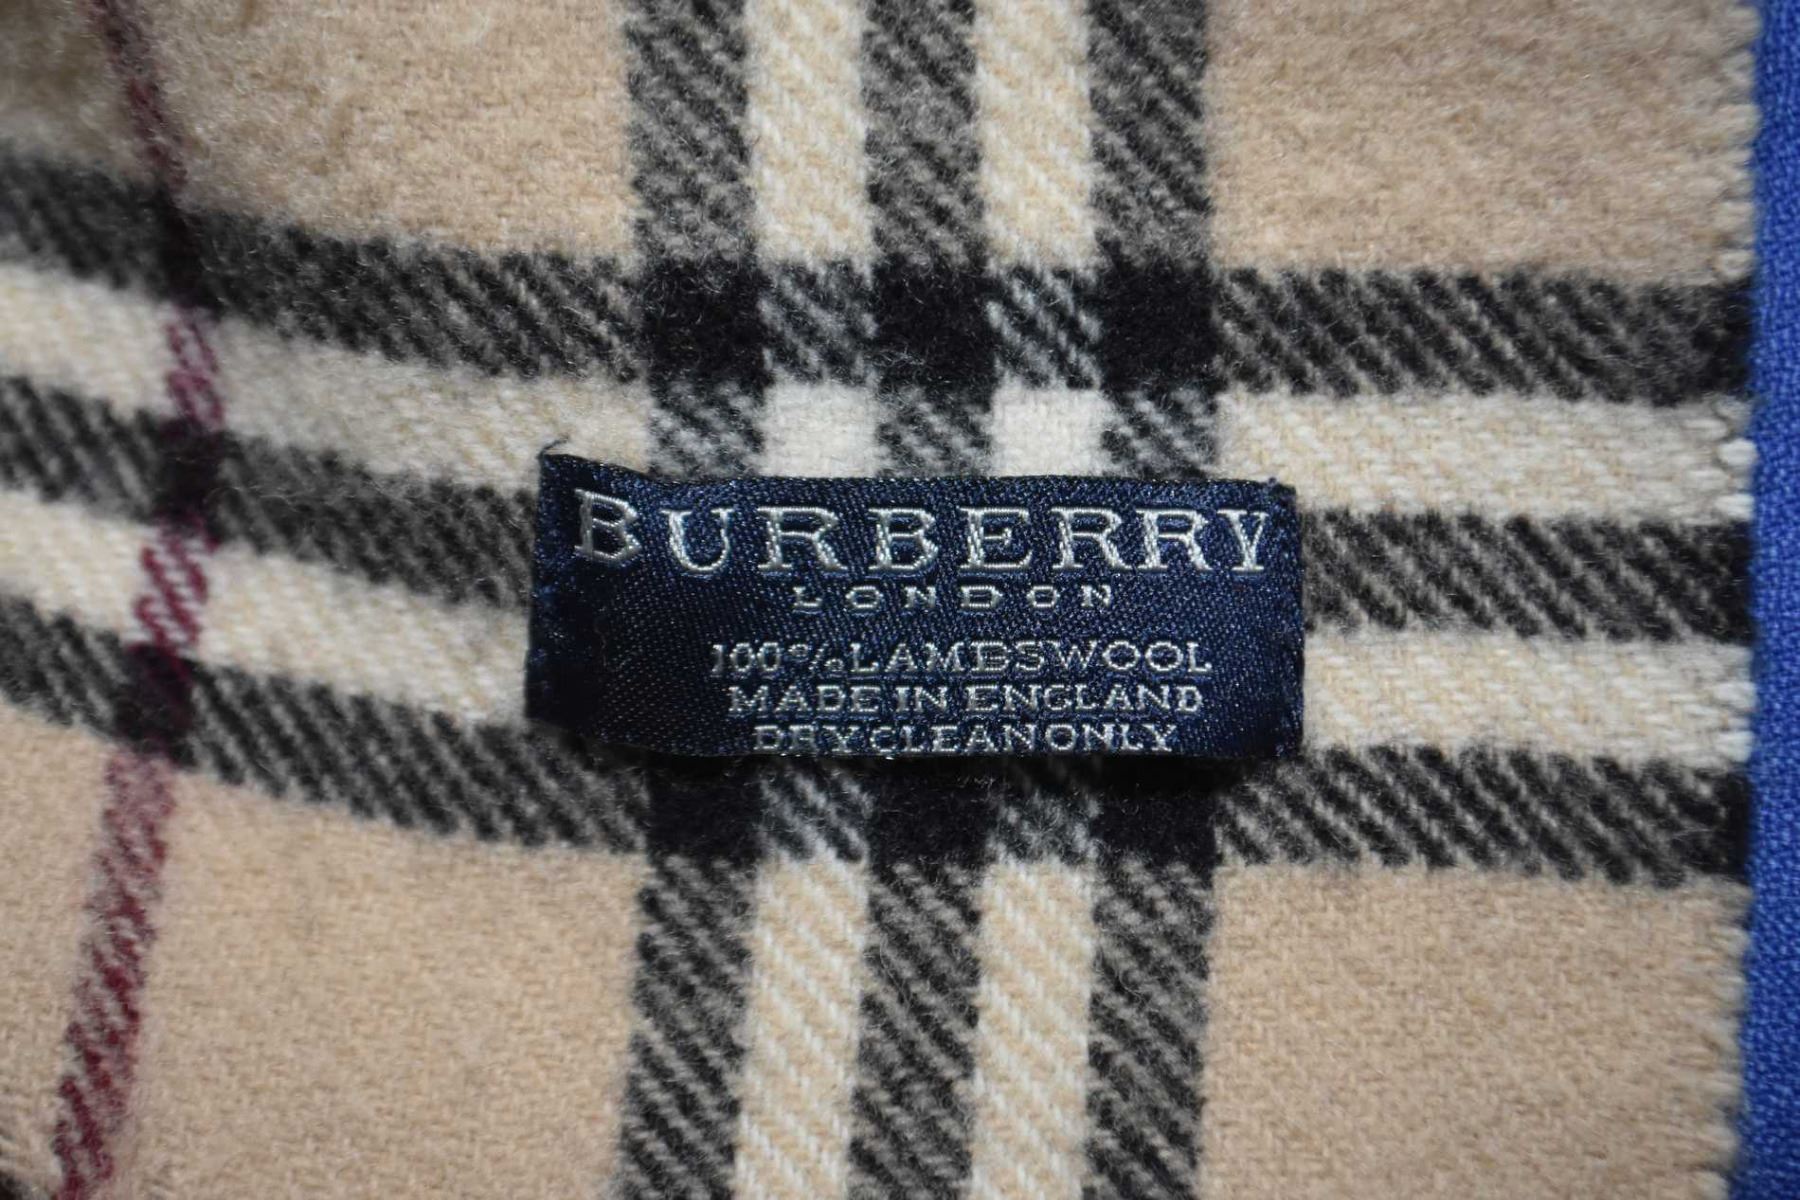 BURBERRY
LONDON
100% LAMBSWOOL
MADE IN ENGLAND
DRY CLEAN ONLY